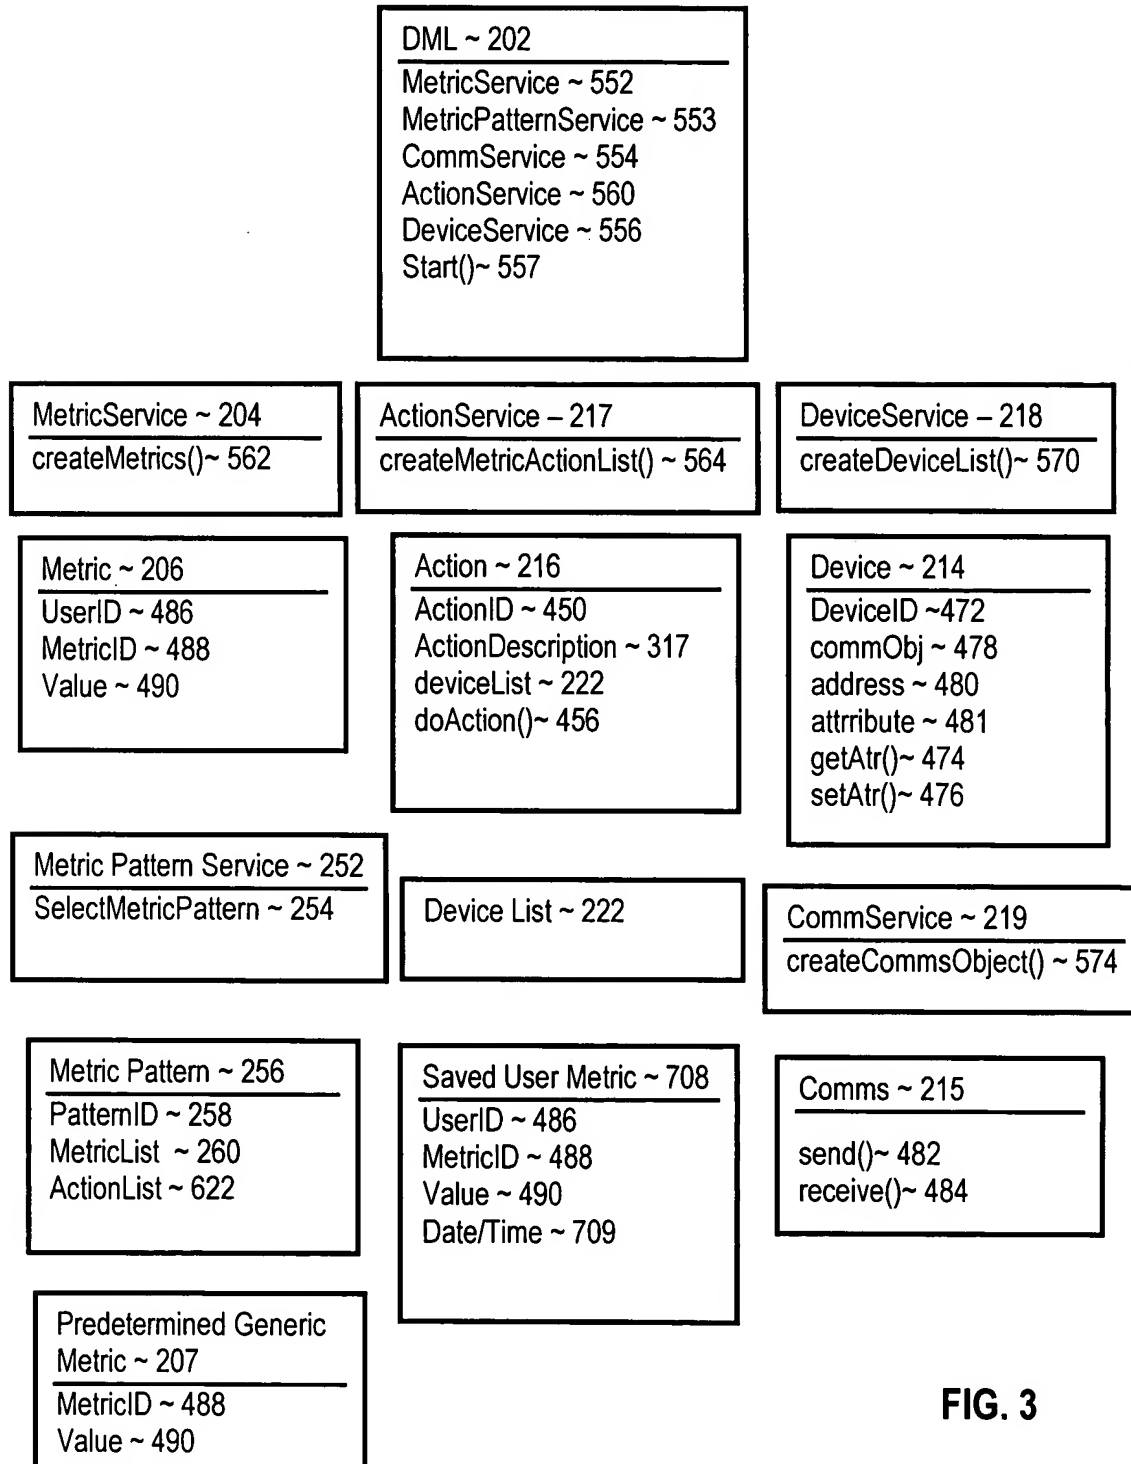 DML ~ 202
MetricService ~ 552
MetricPatternService ~ 553
CommService ~ 554
ActionService ~ 560
DeviceService ~ 556
Start()~ 557
MetricService ~ 204
createMetrics()~ 562
ActionService – 217
createMetricActionList() ~ 564
DeviceService – 218
createDeviceList()~ 570
Metric ~ 206
UserID ~ 486
MetricID ~ 488
Value ~ 490
Action ~ 216
ActionID ~ 450
ActionDescription ~ 317
deviceList ~ 222
doAction()~ 456
Device ~ 214
DeviceID ~472
commObj ~ 478
address ~ 480
attrribute ~ 481
getAtr()~ 474
setAtr()~ 476
Metric Pattern Service ~ 252
SelectMetricPattern ~ 254
Device List ~ 222
CommService ~ 219
createCommsObject() ~ 574
Metric Pattern ~ 256
PatternID ~ 258
MetricList ~ 260
ActionList ~ 622
Saved User Metric ~ 708
UserID ~ 486
MetricID ~ 488
Value ~ 490
Date/Time ~ 709
Comms ~ 215
send()~ 482
receive()~ 484
Predetermined Generic
Metric ~ 207
MetricID ~ 488
Value ~ 490
FIG. 3